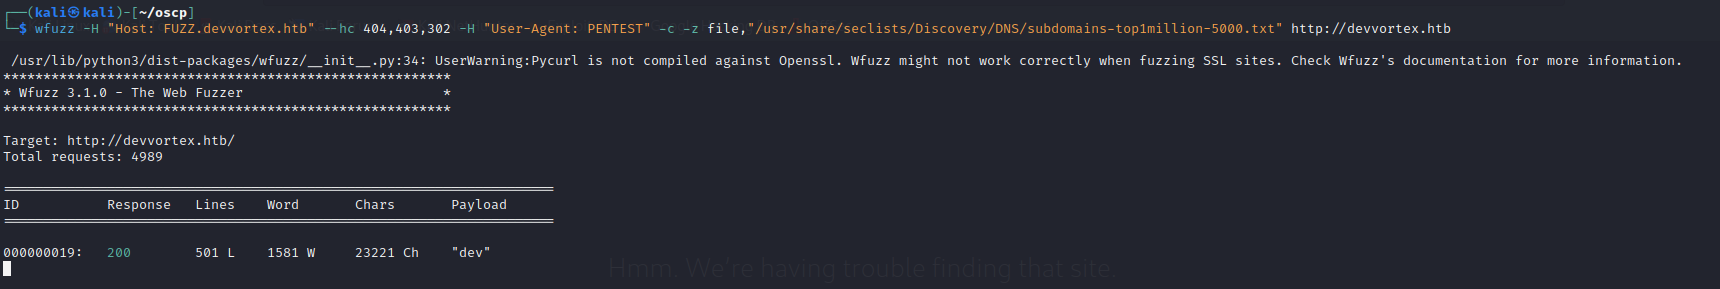 ┌──(kali㉿kali)-[~/oscp]
└─$ wfuzz -H "Host: FUZZ.devvortex.htb" --hc 404,403,302 -H "User-Agent: PENTEST" -c -z file,"/usr/share/seclists/Discovery/DNS/subdomains-top1million-5000.txt" http://devvortex.htb
/usr/lib/python3/dist-packages/wfuzz/__init__.py:34: UserWarning:Pycurl is not compiled against Openssl. Wfuzz might not work correctly when fuzzing SSL sites. Check Wfuzz's documentation for more information.
********************************************************
* Wfuzz 3.1.0 - The Web Fuzzer                         *
********************************************************
Target: http://devvortex.htb/
Total requests: 4989
=====================================================================
ID           Response   Lines    Word       Chars       Payload
=====================================================================
000000019:   200        501 L    1581 W     23221 Ch    "dev"
Hmm. We're having trouble finding that site.